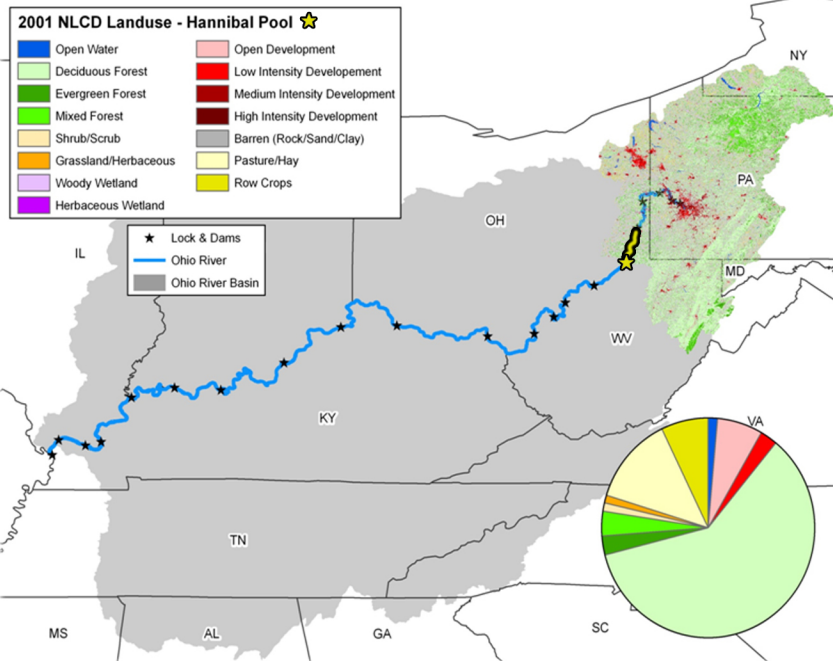 2001 NLCD Landuse - Hannibal Pool
Open Water
Open Development
Deciduous Forest
Low Intensity Developement
Evergreen Forest
Medium Intensity Development
Mixed Forest
High Intensity Development
Shrub/Scrub
Barren (Rock/Sand/Clay)
Grassland/Herbaceous
Pasture/Hay
Woody Wetland
Row Crops
Herbaceous Wetland
Lock & Dams
Ohio River
Ohio River Basin
NY
PA
OH
IL
MD
WV
KY
VA
TN
MS
AL
GA
SC